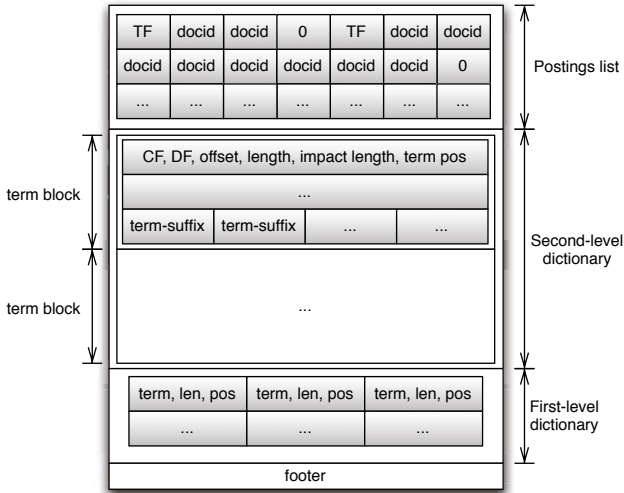 TF docid docid 0 TF docid docid
docid docid docid docid docid docid 0
... ... ... ... ... ... ...
Postings list
term block
CF, DF, offset, length, impact length, term pos
...
term-suffix term-suffix ... ...
Second-level
dictionary
term block
...
term, len, pos term, len, pos term, len, pos
... ... ...
First-level
dictionary
footer